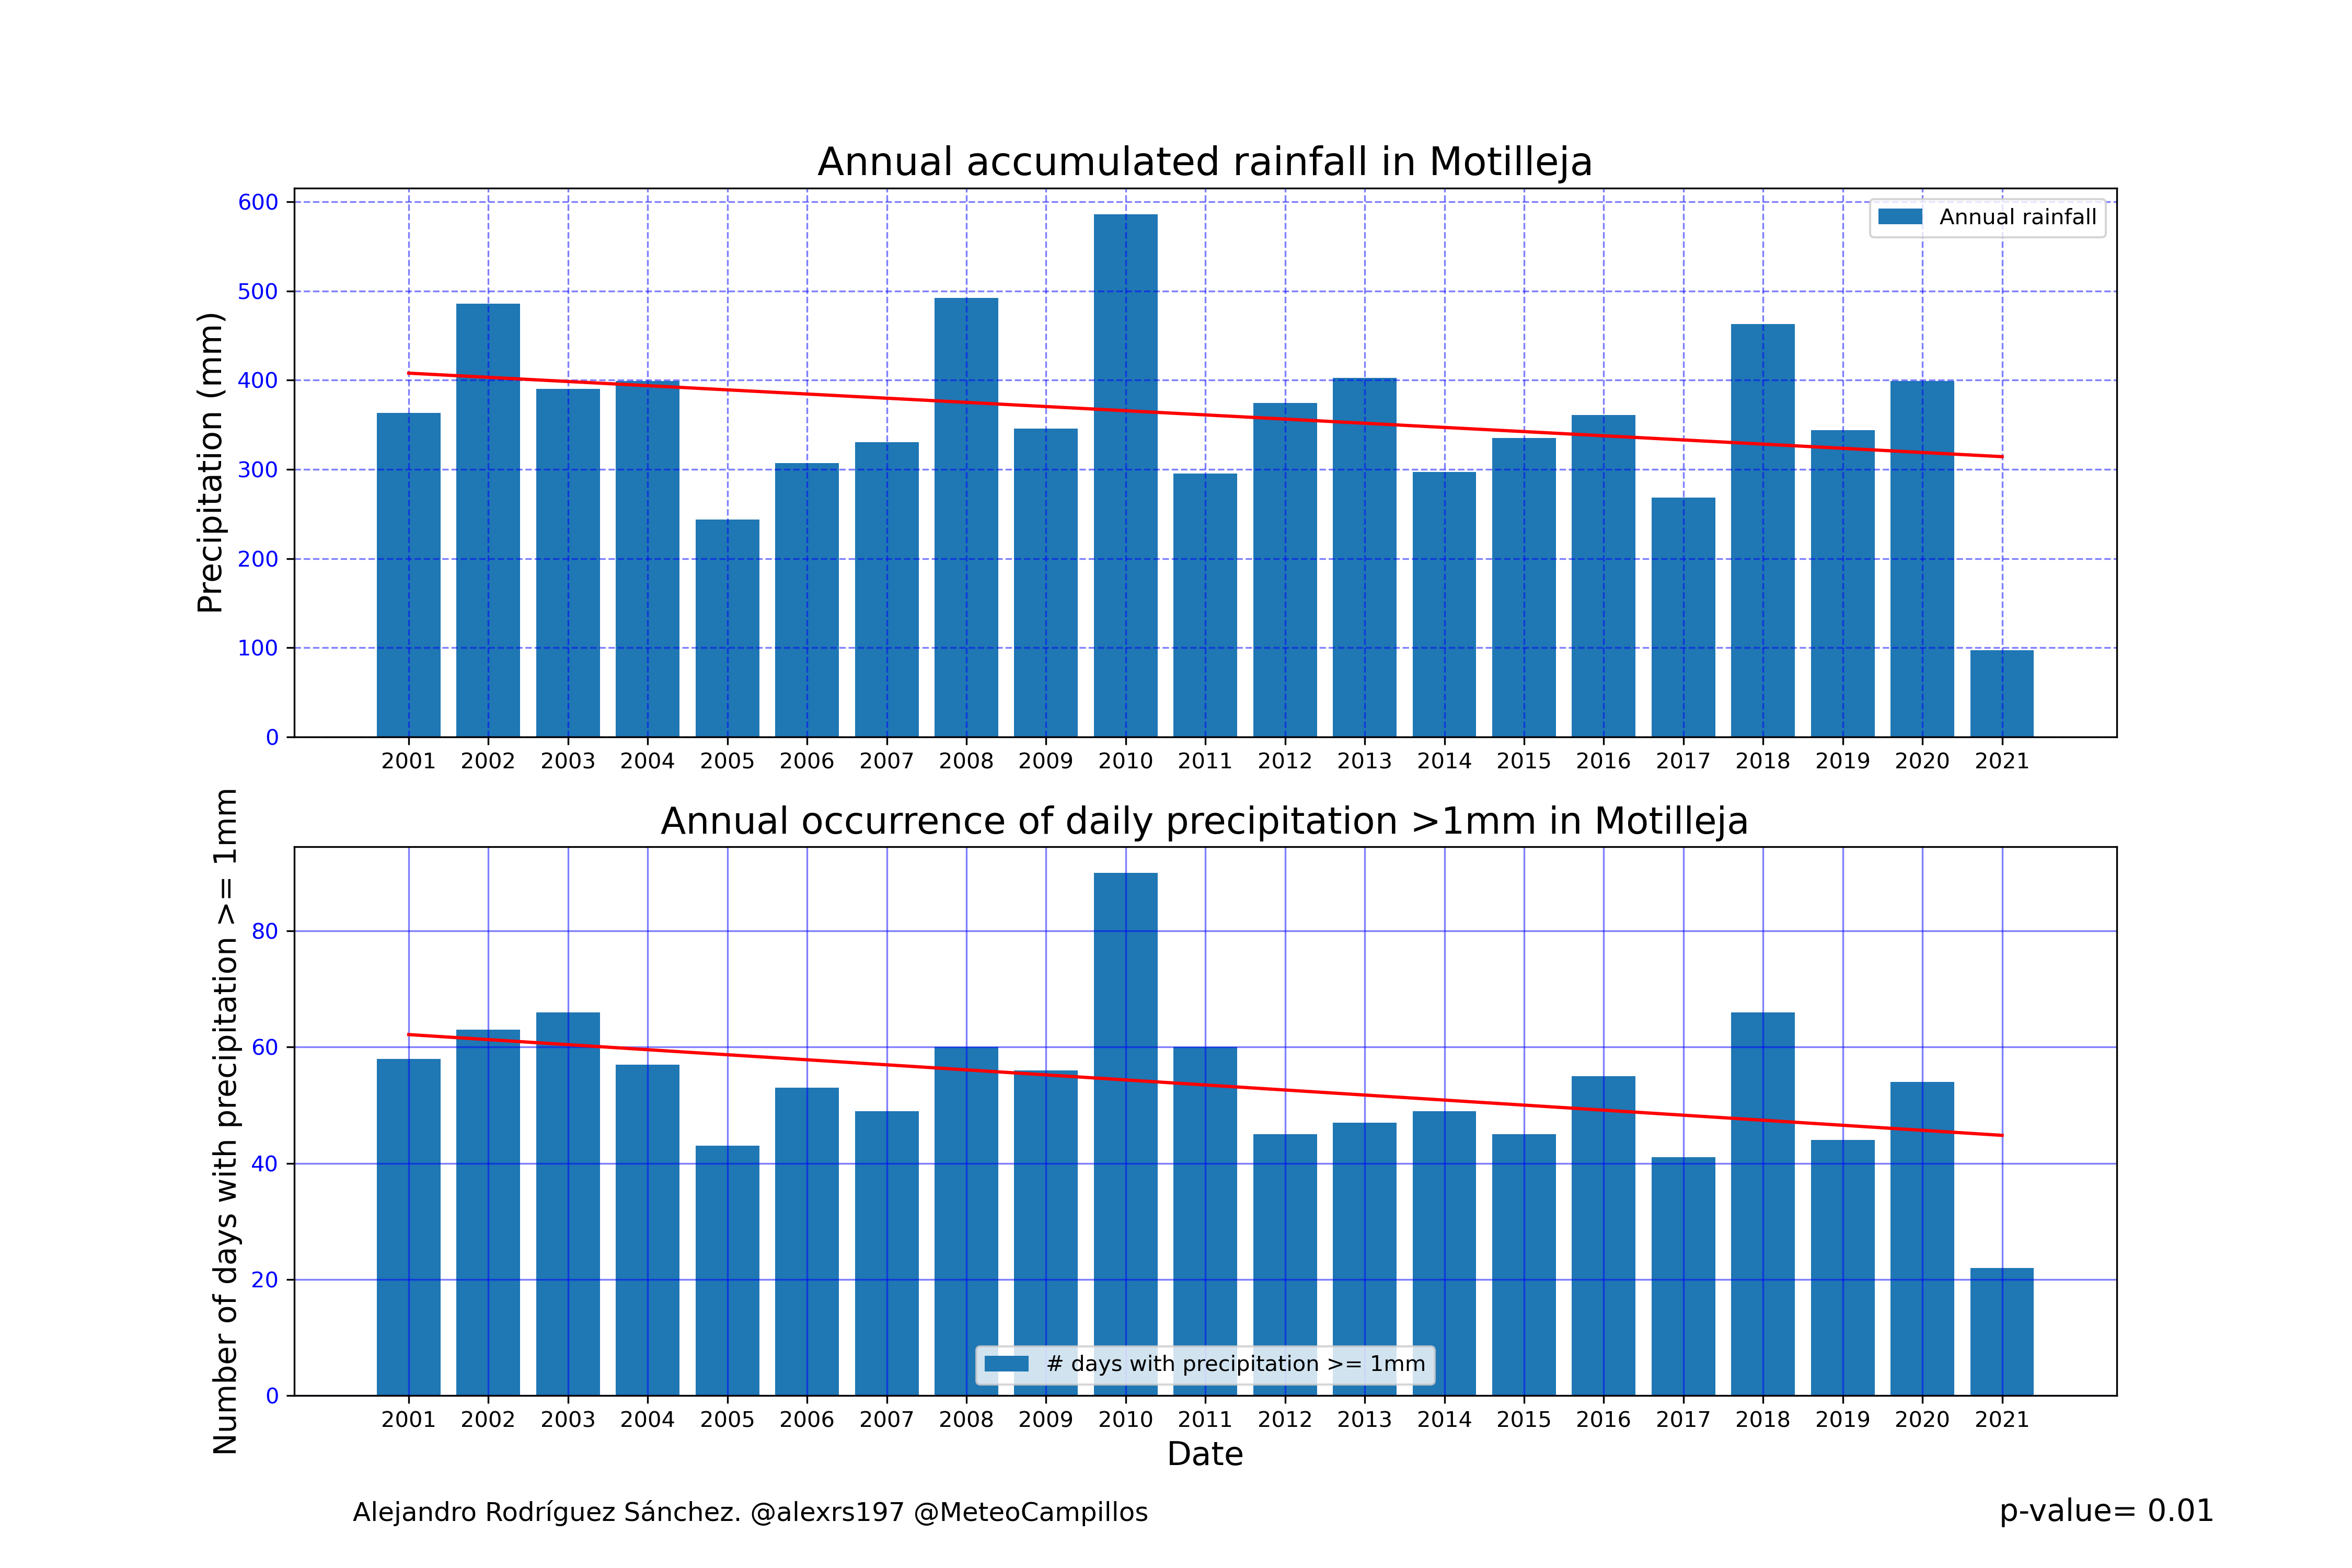 Annual accumulated rainfall in Motilleja
Precipitation (mm)
600
500
400
300
200
100
0
Annual rainfall
2001 2002 2003 2004 2005 2006 2007 2008 2009 2010 2011 2012 2013 2014 2015 2016 2017 2018 2019 2020 2021
Annual occurrence of daily precipitation >1mm in Motilleja
Number of days with precipitation >= 1mm
80
60
40
20
0
# days with precipitation >= 1mm
2001 2002 2003 2004 2005 2006 2007 2008 2009 2010 2011 2012 2013 2014 2015 2016 2017 2018 2019 2020 2021
Date
Alejandro Rodríguez Sánchez. @alexrs197 @MeteoCampillos
p-value= 0.01